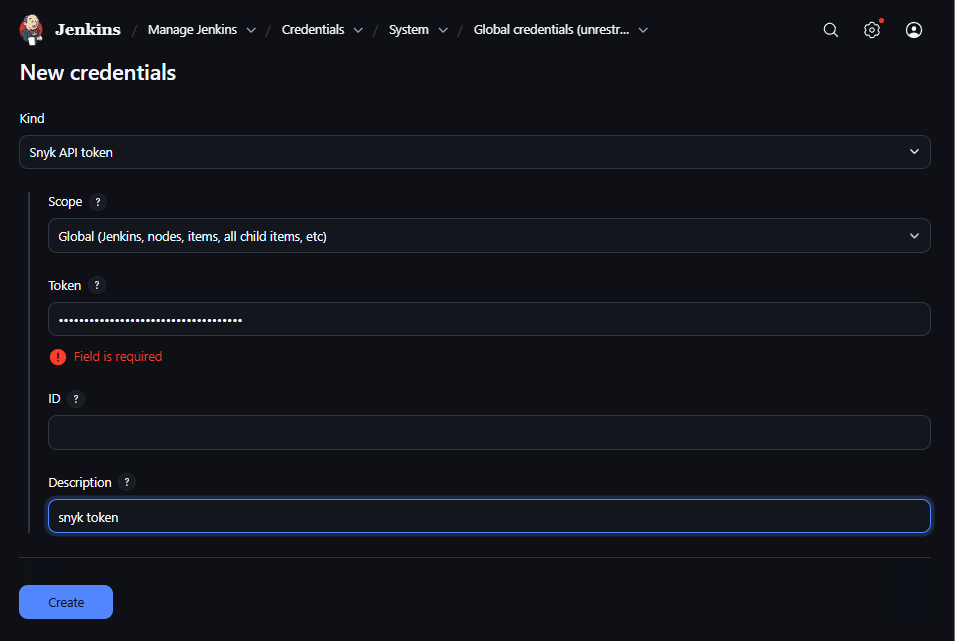 Jenkins / Manage Jenkins / Credentials / System / Global credentials (unrestr...
New credentials
Kind
Snyk API token
Scope ?
Global (Jenkins, nodes, items, all child items, etc)
Token ?
••••••••••••••••••••••••••••••••••••
! Field is required
ID ?
Description ?
snyk token
Create